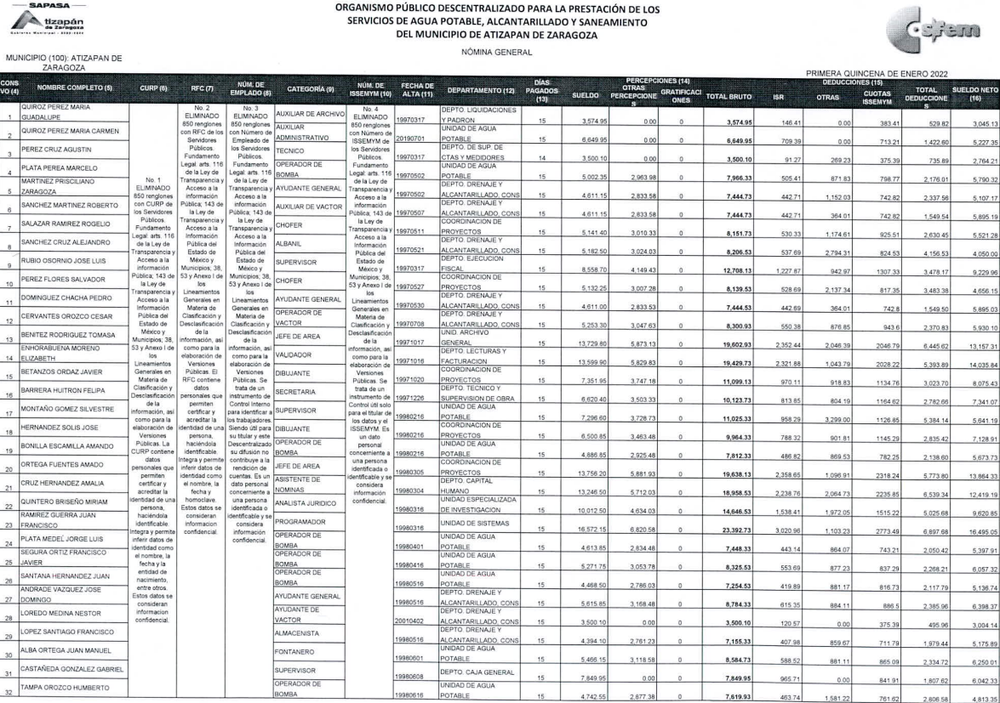 SAPASA
Atizapán
de Zaragoza
Gobierno Municipal - 2022-2024
ORGANISMO PÚBLICO DESCENTRALIZADO PARA LA PRESTACIÓN DE LOS
SERVICIOS DE AGUA POTABLE, ALCANTARILLADO Y SANEAMIENTO
DEL MUNICIPIO DE ATIZAPAN DE ZARAGOZA
NÓMINA GENERAL
osfem
MUNICIPIO (100): ATIZAPAN DE
ZARAGOZA
PRIMERA QUINCENA DE ENERO 2022
CONS VO (4) NOMBRE COMPLETO (5) CURP (6) RFC (7) NÚM. DE EMPLADO (8) CATEGORÍA (9) NÚM. DE ISSEMYM (10) FECHA DE ALTA (11) DEPARTAMENTO (12) DÍAS PAGADOS (13) PERCEPCIONES (14) SUELDO OTRAS PERCEPCIONES GRATIFICACIONES TOTAL BRUTO DEDUCCIONES (15) ISR OTRAS CUOTAS ISSEMYM TOTAL DEDUCCIONES SUELDO NETO (16)
No. 1 ELIMINADO 850 renglones con CURP de los Servidores Públicos. Fundamento Legal: arts. 116 de la Ley de Transparencia y Acceso a la información Pública; 143 de la Ley de Transparencia y Acceso a la Información Pública del Estado de México y Municipios; 38, 53 y Anexo I de los Lineamientos Generales en Materia de Clasificación y Desclasificación de la información, así como para la elaboración de Versiones Públicas. La CURP contiene datos personales que permiten certificar y acreditar la identidad de una persona, haciéndola identificable. Integra y permite inferir datos de identidad como el nombre, la fecha y la entidad de nacimiento, entre otros. Estos datos se consideran informacion confidencial.
No. 2 ELIMINADO 850 renglones con RFC de los Servidores Públicos. Fundamento Legal: arts. 116 de la Ley de Transparencia y Acceso a la información Pública; 143 de la Ley de Transparencia y Acceso a la Información Pública del Estado de México y Municipios; 38, 53 y Anexo I de los Lineamientos Generales en Materia de Clasificación y Desclasificación de la información, así como para la elaboración de Versiones Públicas. El RFC contiene datos personales que permiten certificar y acreditar la identidad de una persona, haciéndola identificable. Integra y permite inferir datos de identidad como el nombre, la fecha y homoclave. Estos datos se consideran informacion confidencial.
No. 3 ELIMINADO 850 renglones con Número de Empleado de los Servidores Públicos. Fundamento Legal: arts. 116 de la Ley de Transparencia y Acceso a la información Pública; 143 de la Ley de Transparencia y Acceso a la Información Pública del Estado de México y Municipios; 38, 53 y Anexo I de los Lineamientos Generales en Materia de Clasificación y Desclasificación de la información, así como para la elaboración de Versiones Públicas. Se trata de un instrumento de Control Interno para identificar a los trabajadores. Siendo útil para su titular y este Descentralizado su difusión no contribuye a la rendición de cuentas. Es un dato personal concerniente a una persona identificada o identificable y se considera información confidencial.
No. 4 ELIMINADO 850 renglones con Número de ISSEMYM de los Servidores Públicos. Fundamento Legal: arts. 116 de la Ley de Transparencia y Acceso a la información Pública; 143 de la Ley de Transparencia y Acceso a la Información Pública del Estado de México y Municipios; 38, 53 y Anexo I de los Lineamientos Generales en Materia de Clasificación y Desclasificación de la información, así como para la elaboración de Versiones Públicas. Se trata de un instrumento de Control útil solo para el titular de los datos y el ISSEMYM. Es un dato personal concerniente a una persona identificada o identificable y se considera información confidencial.
1 QUIROZ PEREZ MARIA GUADALUPE AUXILIAR DE ARCHIVO 19970317 DEPTO. LIQUIDACIONES Y PADRON 15 3,574.95 0.00 0 3,574.95 146.41 0.00 383.41 529.82 3,045.13
2 QUIROZ PEREZ MARIA CARMEN AUXILIAR ADMINISTRATIVO 20190701 UNIDAD DE AGUA POTABLE 15 6,649.95 0.00 0 6,649.95 709.39 0.00 713.21 1,422.60 5,227.35
3 PEREZ CRUZ AGUSTIN TECNICO 19970317 DEPTO. DE SUP. DE CTAS Y MEDIDORES 14 3,500.10 0.00 0 3,500.10 91.27 269.23 375.39 735.89 2,764.21
4 PLATA PEREA MARCELO OPERADOR DE BOMBA 19970502 UNIDAD DE AGUA POTABLE 15 5,002.35 2,963.98 0 7,966.33 505.41 871.83 798.77 2,176.01 5,790.32
5 MARTINEZ PRISCILIANO ZARAGOZA AYUDANTE GENERAL 19970502 DEPTO. DRENAJE Y ALCANTARILLADO, CONS 15 4,611.15 2,833.58 0 7,444.73 442.71 1,152.03 742.82 2,337.56 5,107.17
6 SANCHEZ MARTINEZ ROBERTO AUXILIAR DE VACTOR 19970507 DEPTO. DRENAJE Y ALCANTARILLADO, CONS 15 4,611.15 2,833.58 0 7,444.73 442.71 364.01 742.82 1,549.54 5,895.19
7 SALAZAR RAMIREZ ROGELIO CHOFER 19970511 COORDINACION DE PROYECTOS 15 5,141.40 3,010.33 0 8,151.73 530.33 1,174.61 925.51 2,630.45 5,521.28
8 SANCHEZ CRUZ ALEJANDRO ALBANIL 19970521 DEPTO. DRENAJE Y ALCANTARILLADO, CONS 15 5,182.50 3,024.03 0 8,206.53 537.69 2,794.31 824.53 4,156.53 4,050.00
9 RUBIO OSORNIO JOSE LUIS SUPERVISOR 19970317 DEPTO. EJECUCION FISCAL 15 8,558.70 4,149.43 0 12,708.13 1,227.87 942.97 1307.33 3,478.17 9,229.96
10 PEREZ FLORES SALVADOR CHOFER 19970527 COORDINACION DE PROYECTOS 15 5,132.25 3,007.28 0 8,139.53 528.69 2,137.34 817.35 3,483.38 4,656.15
11 DOMINGUEZ CHACHA PEDRO AYUDANTE GENERAL 19970530 DEPTO. DRENAJE Y ALCANTARILLADO, CONS 15 4,611.00 2,833.53 0 7,444.53 442.69 364.01 742.8 1,549.50 5,895.03
12 CERVANTES OROZCO CESAR OPERADOR DE VACTOR 19970708 DEPTO. DRENAJE Y ALCANTARILLADO, CONS 15 5,253.30 3,047.63 0 8,300.93 550.38 876.85 943.6 2,370.83 5,930.10
13 BENITEZ RODRIGUEZ TOMASA JEFE DE AREA 19971017 UNID. ARCHIVO GENERAL 15 13,729.80 5,873.13 0 19,602.93 2,352.44 2,046.39 2046.79 6,445.62 13,157.31
14 ENHORABUENA MORENO ELIZABETH VALIDADOR 19971016 DEPTO. LECTURAS Y FACTURACION 15 13,599.90 5,829.83 0 19,429.73 2,321.88 1,043.79 2028.22 5,393.89 14,035.84
15 BETANZOS ORDAZ JAVIER DIBUJANTE 19971020 COORDINACION DE PROYECTOS 15 7,351.95 3,747.18 0 11,099.13 970.11 918.83 1134.76 3,023.70 8,075.43
16 BARRERA HUITRON FELIPA SECRETARIA 19971226 DEPTO. TECNICO Y SUPERVISION DE OBRA 15 6,620.40 3,503.33 0 10,123.73 813.85 804.19 1164.62 2,782.66 7,341.07
17 MONTAÑO GOMEZ SILVESTRE SUPERVISOR 19980216 UNIDAD DE AGUA POTABLE 15 7,296.60 3,728.73 0 11,025.33 958.29 3,299.00 1126.85 5,384.14 5,641.19
18 HERNANDEZ SOLIS JOSE DIBUJANTE 19980216 COORDINACION DE PROYECTOS 15 6,500.85 3,463.48 0 9,964.33 788.32 901.81 1145.29 2,835.42 7,128.91
19 BONILLA ESCAMILLA AMANDO OPERADOR DE BOMBA 19980216 UNIDAD DE AGUA POTABLE 15 4,886.85 2,925.48 0 7,812.33 486.82 869.53 782.25 2,138.60 5,673.73
20 ORTEGA FUENTES AMADO JEFE DE AREA 19980305 COORDINACION DE PROYECTOS 15 13,756.20 5,881.93 0 19,638.13 2,358.65 1,096.91 2318.24 5,773.80 13,864.33
21 CRUZ HERNANDEZ AMALIA ASISTENTE DE NOMINAS 19980304 DEPTO. CAPITAL HUMANO 15 13,246.50 5,712.03 0 18,958.53 2,238.76 2,064.73 2235.85 6,539.34 12,419.19
22 QUINTERO BRISEÑO MIRIAM ANALISTA JURIDICO 19980316 UNIDAD ESPECIALIZADA DE INVESTIGACION 15 10,012.50 4,634.03 0 14,646.53 1,538.41 1,972.05 1515.22 5,025.68 9,620.85
23 RAMIREZ GUERRA JUAN FRANCISCO PROGRAMADOR 19980316 UNIDAD DE SISTEMAS 15 16,572.15 6,820.58 0 23,392.73 3,020.96 1,103.23 2773.49 6,897.68 16,495.05
24 PLATA MEDEL JORGE LUIS OPERADOR DE BOMBA 19980401 UNIDAD DE AGUA POTABLE 15 4,613.85 2,834.48 0 7,448.33 443.14 864.07 743.21 2,050.42 5,397.91
25 SEGURA ORTIZ FRANCISCO JAVIER OPERADOR DE BOMBA 19980416 UNIDAD DE AGUA POTABLE 15 5,271.75 3,053.78 0 8,325.53 553.69 877.23 837.29 2,268.21 6,057.32
26 SANTANA HERNANDEZ JUAN OPERADOR DE BOMBA 19980516 UNIDAD DE AGUA POTABLE 15 4,468.50 2,786.03 0 7,254.53 419.89 881.17 816.73 2,117.79 5,136.74
27 ANDRADE VAZQUEZ JOSE DOMINGO AYUDANTE GENERAL 19980516 DEPTO. DRENAJE Y ALCANTARILLADO, CONS 15 5,615.85 3,168.48 0 8,784.33 615.35 884.11 886.5 2,385.96 6,398.37
28 LOREDO MEDINA NESTOR AYUDANTE DE VACTOR 20010402 DEPTO. DRENAJE Y ALCANTARILLADO, CONS 15 3,500.10 0.00 0 3,500.10 120.57 0.00 375.39 495.96 3,004.14
29 LOPEZ SANTIAGO FRANCISCO ALMACENISTA 19980516 DEPTO. DRENAJE Y ALCANTARILLADO, CONS 15 4,394.10 2,761.23 0 7,155.33 407.98 859.67 711.79 1,979.44 5,175.89
30 ALBA ORTEGA JUAN MANUEL FONTANERO 19980601 UNIDAD DE AGUA POTABLE 15 5,466.15 3,118.58 0 8,584.73 588.52 881.11 865.09 2,334.72 6,250.01
31 CASTAÑEDA GONZALEZ GABRIEL SUPERVISOR 19980608 DEPTO. CAJA GENERAL 15 7,849.95 0.00 0 7,849.95 965.71 0.00 841.91 1,807.62 6,042.33
32 TAMPA OROZCO HUMBERTO OPERADOR DE BOMBA 19980616 UNIDAD DE AGUA POTABLE 15 4,742.55 2,877.38 0 7,619.93 463.74 1,581.22 761.62 2,806.58 4,813.35